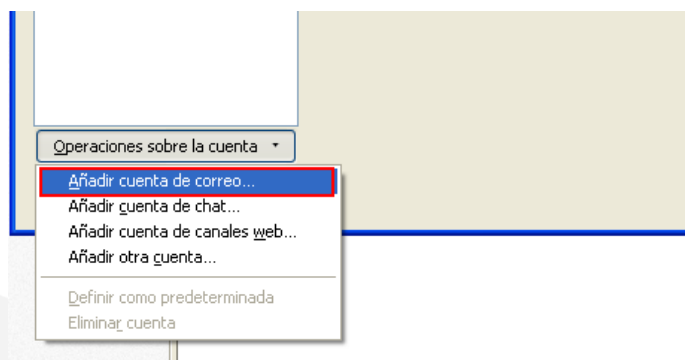 Operaciones sobre la cuenta
Añadir cuenta de correo...
Añadir cuenta de chat...
Añadir cuenta de canales web...
Añadir otra cuenta...
Definir como predeterminada
Eliminar cuenta